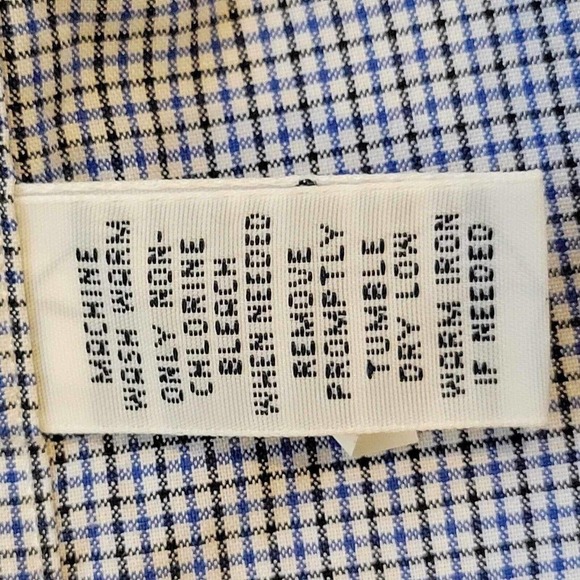 MACHINE
WASH WARM
ONLY NON-
CHLORINE
BLEACH
WHEN NEEDED
REMOVE
PROMPTLY
TUMBLE
DRY LOW
WARM IRON
IF NEEDED